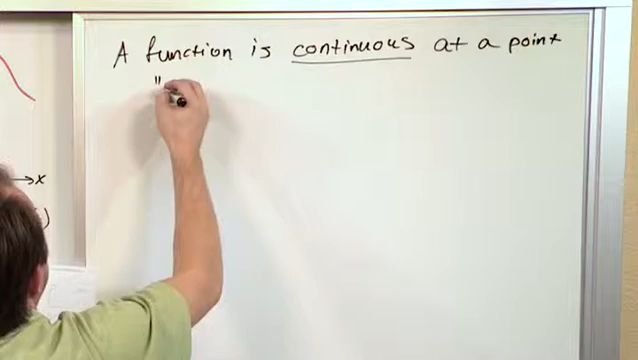 A function is continuous at a point
"
x
)